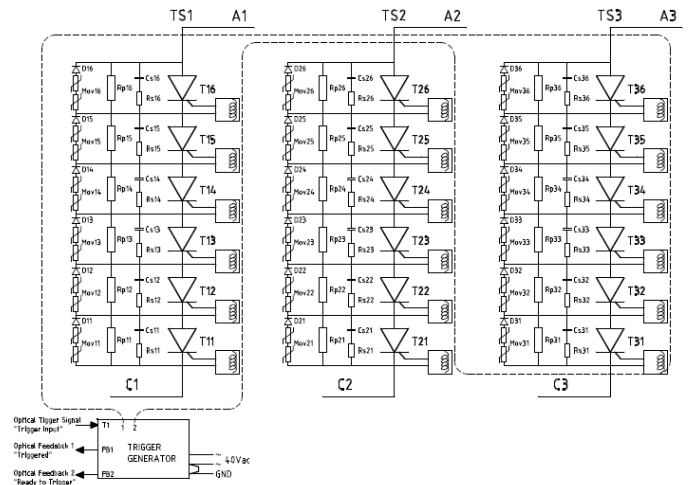 TS1 A1 TS2 A2 TS3 A3
D16 Cs16 D26 Cs26 D36 Cs36
Mov16 Rp16 Rs16 T16 Mov26 Rp26 Rs26 T26 Mov36 Rp36 Rs36 T36
D15 Cs15 D25 Cs25 D35 Cs35
Mov15 Rp15 Rs15 T15 Mov25 Rp25 Rs25 T25 Mov35 Rp35 Rs35 T35
D14 Cs14 D24 Cs24 D34 Cs34
Mov14 Rp14 Rs14 T14 Mov24 Rp24 Rs24 T24 Mov34 Rp34 Rs34 T34
D13 Cs13 D23 Cs23 D33 Cs33
Mov13 Rp13 Rs13 T13 Mov23 Rp23 Rs23 T23 Mov33 Rp33 Rs33 T33
D12 Cs12 D22 Cs22 D32 Cs32
Mov12 Rp12 Rs12 T12 Mov22 Rp22 Rs22 T22 Mov32 Rp32 Rs32 T32
D11 Cs11 D21 Cs21 D31 Cs31
Mov11 Rp11 Rs11 T11 Mov21 Rp21 Rs21 T21 Mov31 Rp31 Rs31 T31
C1 C2 C3
Optical Tigger Signal
"Trigger Input"
T1 1 2
Optical Feedback 1
"Triggered"
FB1 TRIGGER
GENERATOR
~ 40Vac
~
GND
Optical Feedback 2
"Ready to Trigger"
FB2